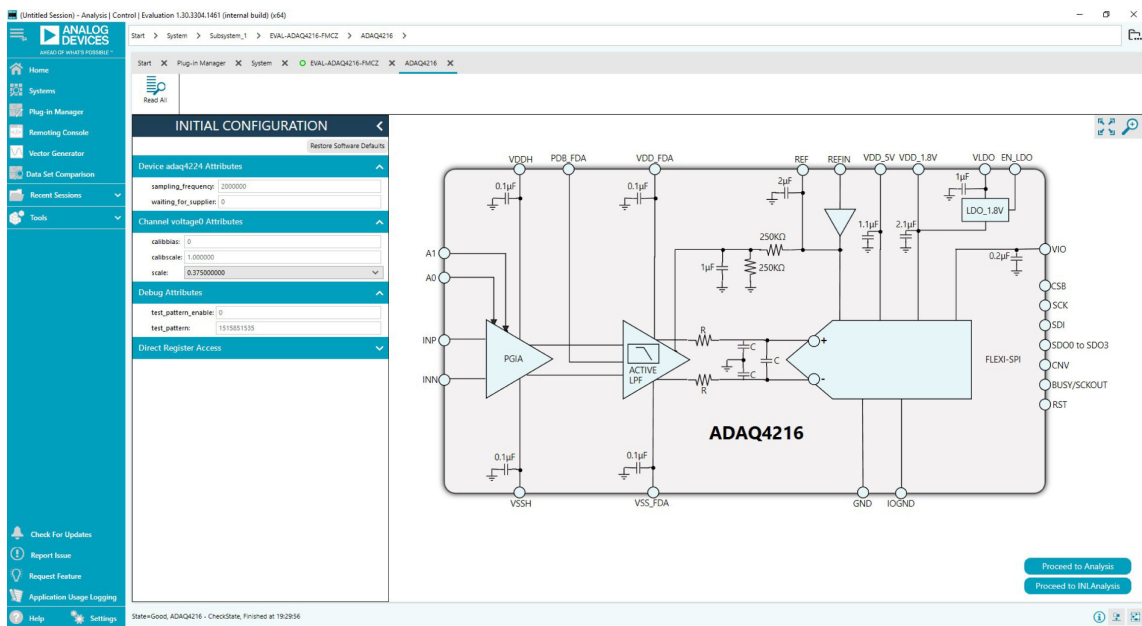 (Untitled Session) - Analysis | Control | Evaluation 1.30.3304.1461 (internal build) (x64)
ANALOG
DEVICES
AHEAD OF WHAT'S POSSIBLE™
Start > System > Subsystem_1 > EVAL-ADAQ4216-FMCZ > ADAQ4216 >
Start Plug-in Manager System EVAL-ADAQ4216-FMCZ ADAQ4216
Read All
Home
Systems
Plug-in Manager
Remoting Console
Vector Generator
Data Set Comparison
Recent Sessions
Tools
Check For Updates
Report Issue
Request Feature
Application Usage Logging
Help Settings
INITIAL CONFIGURATION
Restore Software Defaults
Device adaq4224 Attributes
sampling_frequency: 2000000
waiting_for_supplier: 0
Channel voltage0 Attributes
calibbias: 0
calibscale: 1.000000
scale: 0.375000000
Debug Attributes
test_pattern_enable: 0
test_pattern: 1515851535
Direct Register Access
VDDH PDB_FDA VDD_FDA REF REFIN VDD_5V VDD_1.8V VLDO EN_LDO
0.1µF 0.1µF 2µF 1µF
LDO_1.8V
1.1µF 2.1µF
250KΩ
A1 VIO
0.2µF
1µF 250KΩ
A0
CSB
SCK
SDI
R
INP SDO0 to SDO3
C
PGIA ACTIVE C FLEXI-SPI
LPF
C CNV
INN BUSY/SCKOUT
R
RST
ADAQ4216
0.1µF 0.1µF
VSSH VSS_FDA GND IOGND
Proceed to Analysis
Proceed to INLAnalysis
State=Good, ADAQ4216 - CheckState, Finished at 19:29:56